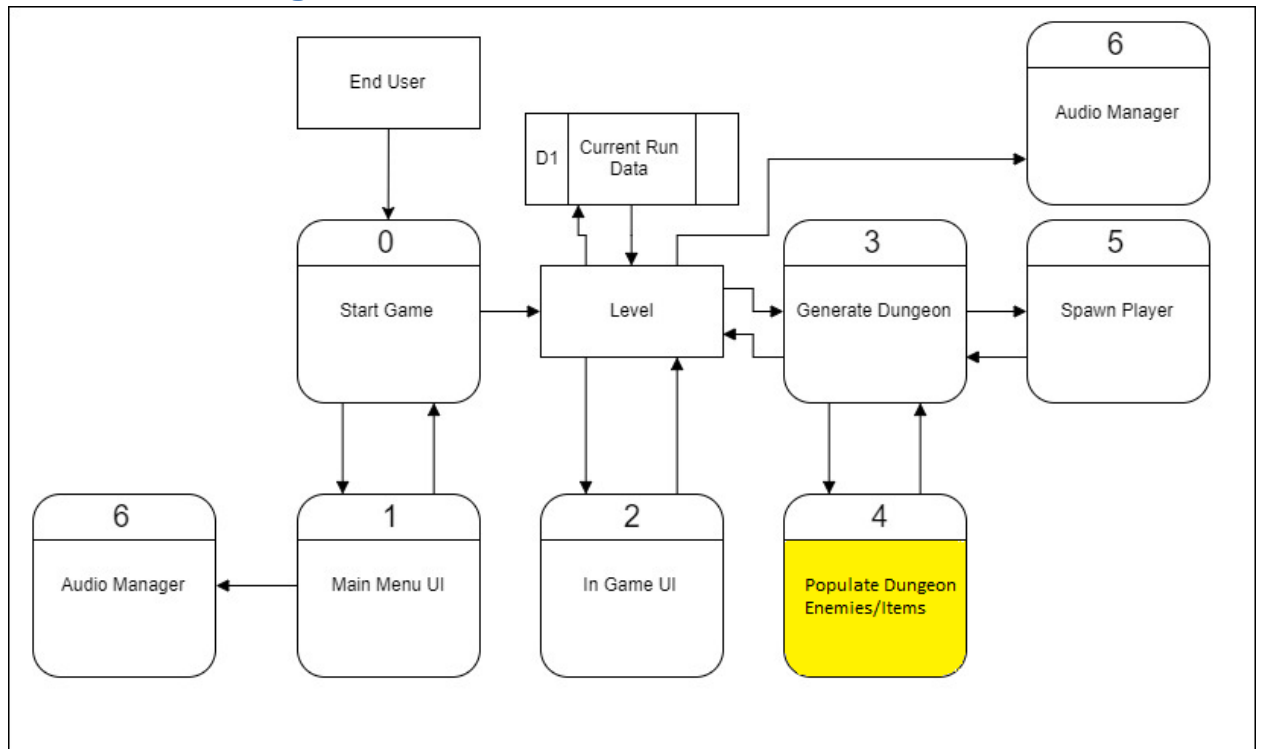 End User
6
Audio Manager
D1
Current Run
Data
0
Start Game
Level
3
Generate Dungeon
5
Spawn Player
6
Audio Manager
1
Main Menu UI
2
In Game UI
4
Populate Dungeon
Enemies/Items